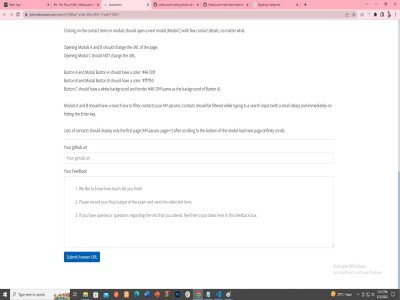 Clicking on the contact items in modals should open a next modal (Modal C) with few contact details, no matter what.
Opening Modals A and B should change the URL of the page.
Opening Modal C should NOT change the URL.
Button A and Modal Button A should have a color: #46139f
Button B and Modal Button B should have a color: #ff7f50
Button C should have a white background and border #46139f (same as the background of Button A).
Modals A and B should have a search box to filter contacts (use API params). Contacts should be filtered while typing in a search input (with a small delay) and immediately on
hitting the Enter key.
Lists of contacts should display only the first page (API params, page=1) after scrolling to the bottom of the modal load next page (infinity scroll).
Your github url
Your github url
Your Feedback
1. We like to know how much did you finish
2. Please record your final output of the exam and send the video link here.
3. If you have queries or questions regarding the test that you attend, feel free to put down here in this feedback box.
Submit Answer URL
Activate Windows
Type here to search